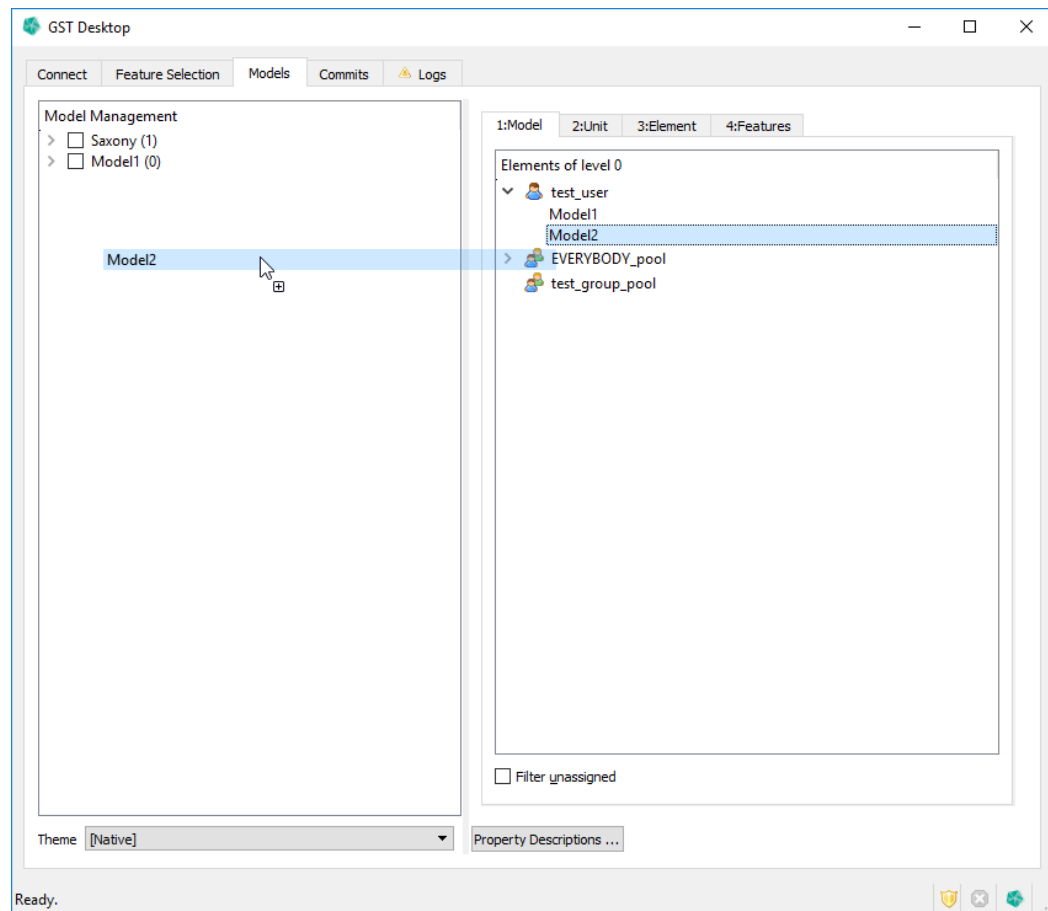 GST Desktop
Connect Feature Selection Models Commits Logs
Model Management
Saxony (1)
Model1 (0)
Model2
1:Model 2:Unit 3:Element 4:Features
Elements of level 0
test_user
Model1
Model2
EVERYBODY_pool
test_group_pool
Filter unassigned
Theme [Native]
Property Descriptions ...
Ready.